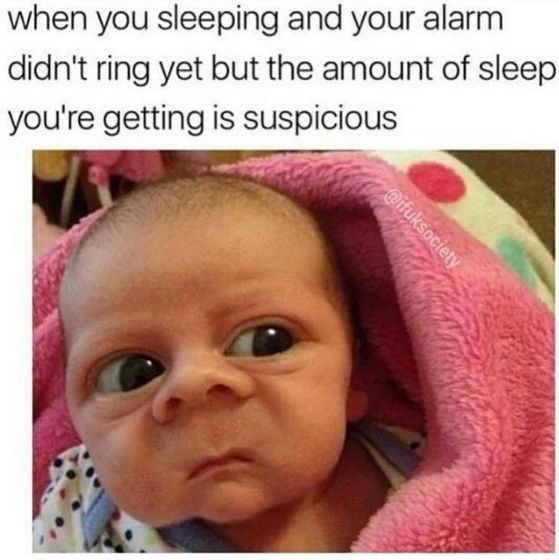 when you sleeping and your alarm
didn't ring yet but the amount of sleep
you're getting is suspicious
@ifuksociety